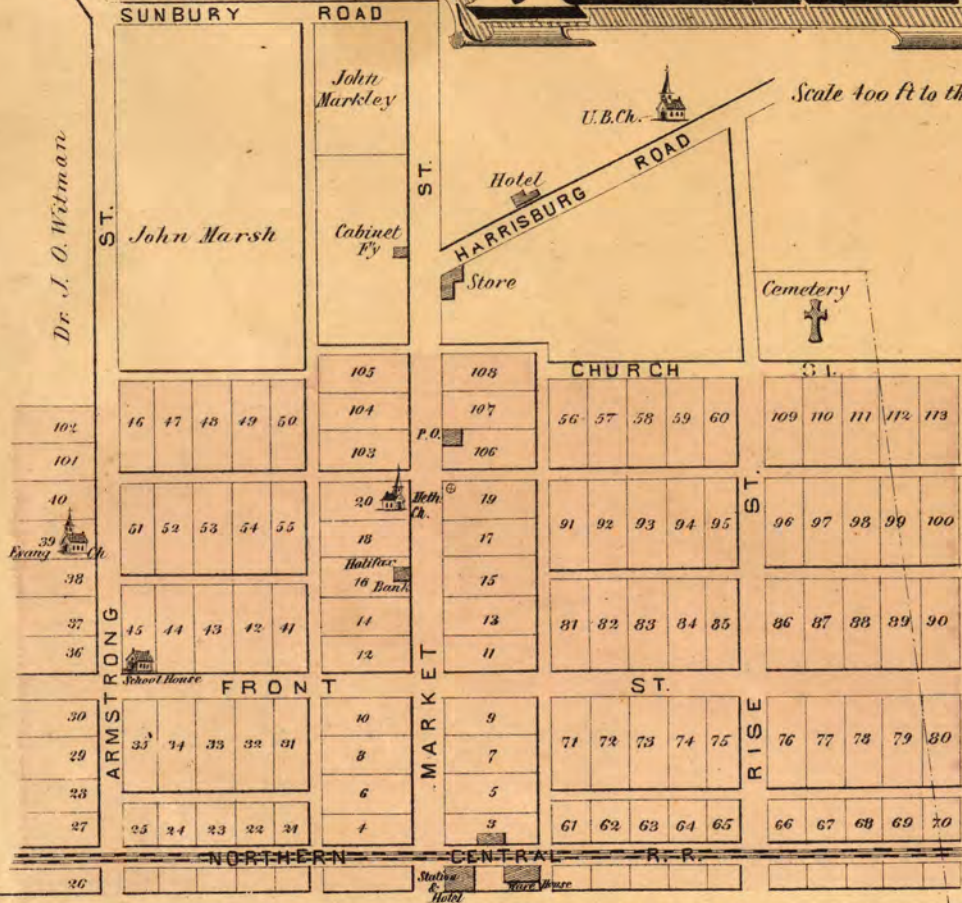 SUNBURY ROAD
John
Markley
Scale 400 ft to th
U.B.Ch.
HARRISBURG ROAD
Hotel
Dr. J. O. Witman
ST.
ST.
John Marsh
Cabinet
F'y
Store
Cemetery
105
108
CHURCH ST.
102
46 47 48 49 50
104
107
56 57 58 59 60
109 110 111 112 113
101
103
P.O.
106
40
20
Meth.
Ch.
19
ST.
39
Evang Ch
51 52 53 54 55
18
17
91 92 93 94 95
96 97 98 99 100
38
Halifax
16 Bank
15
37
45 44 43 42 41
14
13
81 82 83 84 85
86 87 88 89 90
36
12
11
School House
FRONT ST.
ARMSTRONG
MARKET
RISE
30
35 34 33 32 31
10
9
71 72 73 74 75
76 77 78 79 80
29
8
7
28
6
5
27
25 24 23 22 21
4
3
61 62 63 64 65
66 67 68 69 70
NORTHERN CENTRAL R.R.
26
Station
&
Hotel
Ware House